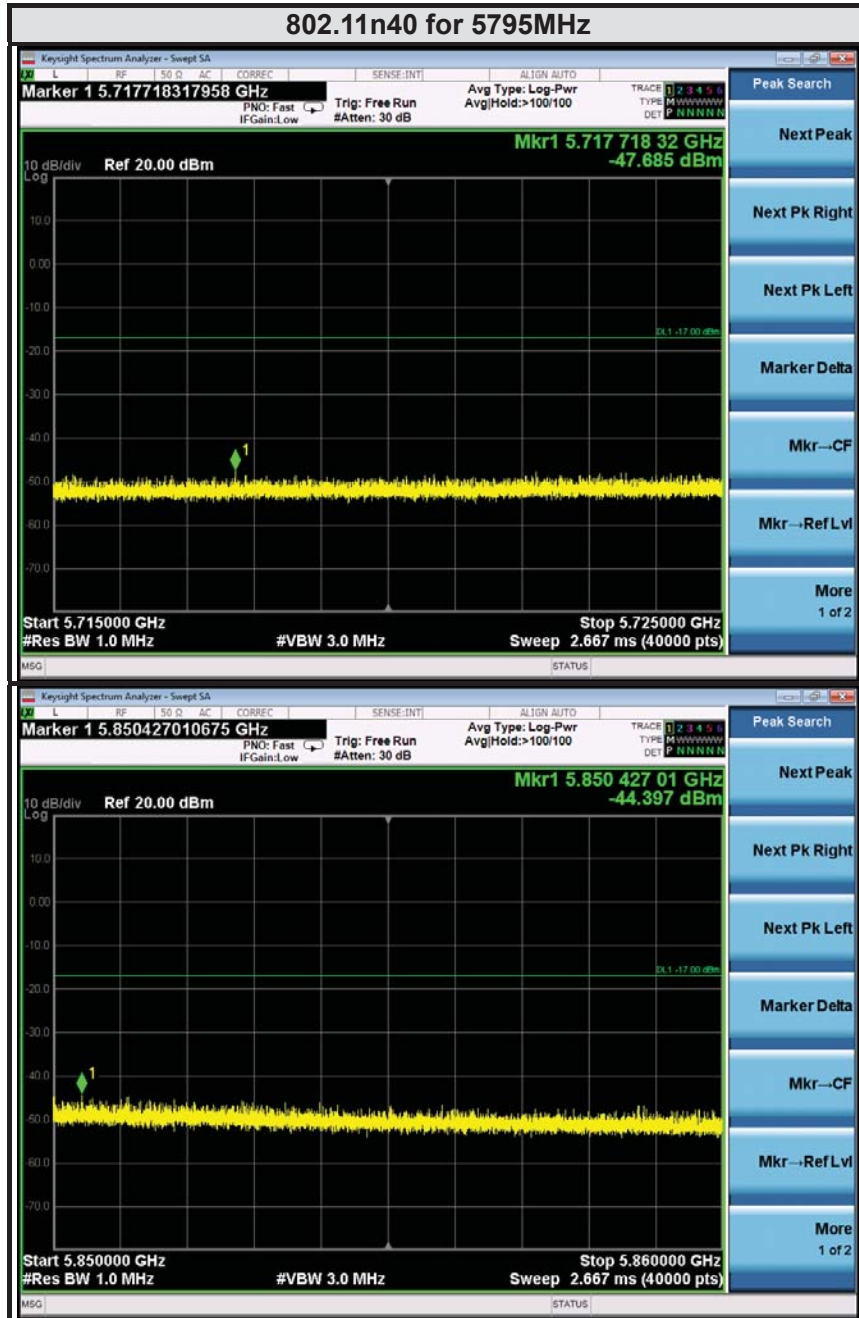 802.11n40 for 5795MHz
Keysight Spectrum Analyzer - Swept SA
LXI L RF 50 Ω AC CORREC SENSE:INT ALIGN AUTO
Marker 1 5.717718317958 GHz
PNO: Fast
IFGain:Low
Trig: Free Run
#Atten: 30 dB
Avg Type: Log-Pwr
Avg|Hold:>100/100
TRACE 1 2 3 4 5 6
TYPE MWWWWW
DET P NNNNN
Mkr1 5.717 718 32 GHz
-47.685 dBm
10 dB/div Ref 20.00 dBm
Log
10.0
0.00
-10.0
DL1 -17.00 dBm
-20.0
-30.0
-40.0
1
-50.0
-60.0
-70.0
Start 5.715000 GHz Stop 5.725000 GHz
#Res BW 1.0 MHz #VBW 3.0 MHz Sweep 2.667 ms (40000 pts)
MSG STATUS
Peak Search
Next Peak
Next Pk Right
Next Pk Left
Marker Delta
Mkr→CF
Mkr→Ref Lvl
More
1 of 2
Keysight Spectrum Analyzer - Swept SA
LXI L RF 50 Ω AC CORREC SENSE:INT ALIGN AUTO
Marker 1 5.850427010675 GHz
PNO: Fast
IFGain:Low
Trig: Free Run
#Atten: 30 dB
Avg Type: Log-Pwr
Avg|Hold:>100/100
TRACE 1 2 3 4 5 6
TYPE MWWWWW
DET P NNNNN
Mkr1 5.850 427 01 GHz
-44.397 dBm
10 dB/div Ref 20.00 dBm
Log
10.0
0.00
-10.0
DL1 -17.00 dBm
-20.0
-30.0
-40.0
1
-50.0
-60.0
-70.0
Start 5.850000 GHz Stop 5.860000 GHz
#Res BW 1.0 MHz #VBW 3.0 MHz Sweep 2.667 ms (40000 pts)
MSG STATUS
Peak Search
Next Peak
Next Pk Right
Next Pk Left
Marker Delta
Mkr→CF
Mkr→Ref Lvl
More
1 of 2